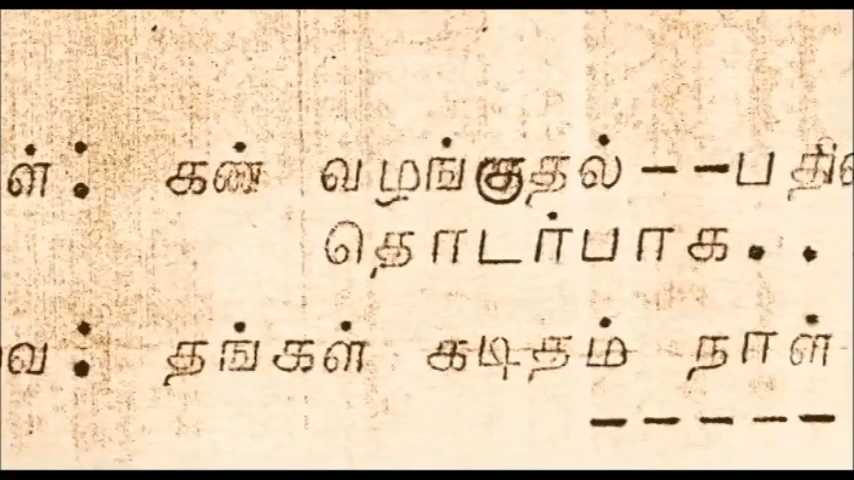 ள்: கண் வழங்குதல்--பதி
தொடர்பாக..
வை: தங்கள் கடிதம் நாள்
-----